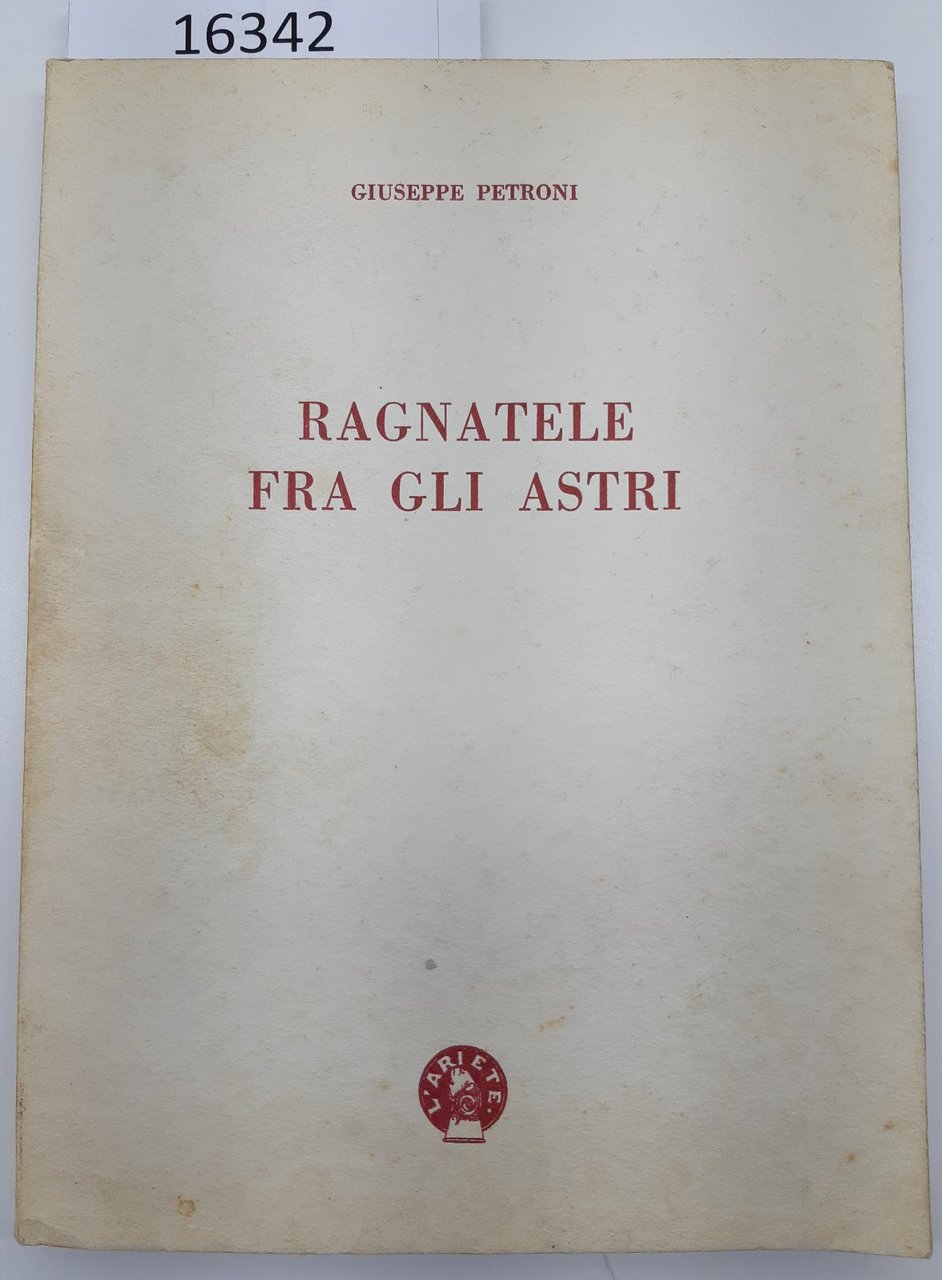 16342
GIUSEPPE PETRONI
RAGNATELE
FRA GLI ASTRI
L'ARIETE.